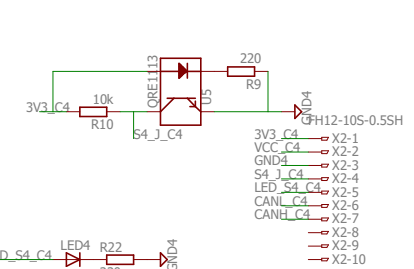 220
QRE1113
R9
10k
3V3_C4
R10
U5
GND4
S4_J_C4
FH12-10S-0.5SH
3V3_C4 X2-1
VCC_C4 X2-2
GND4 X2-3
S4_J_C4 X2-4
LED_S4_C4 X2-5
CANL_C4 X2-6
CANH_C4 X2-7
X2-8
X2-9
X2-10
D_S4_C4
LED4
R22
GND4